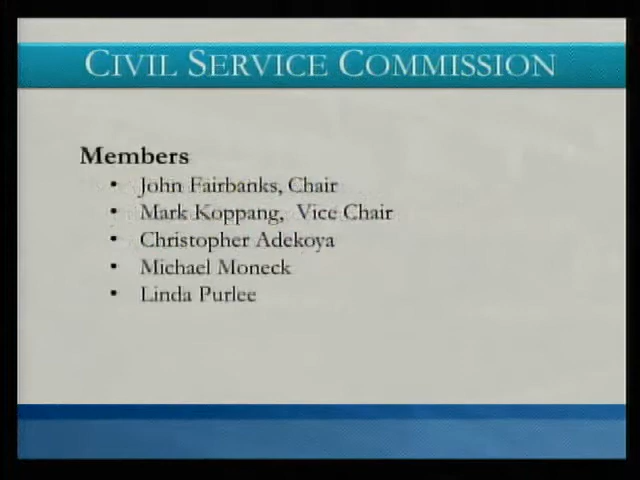 CIVIL SERVICE COMMISSION
Members
• John Fairbanks, Chair
• Mark Koppang, Vice Chair
• Christopher Adekoya
• Michael Moneck
• Linda Purlee